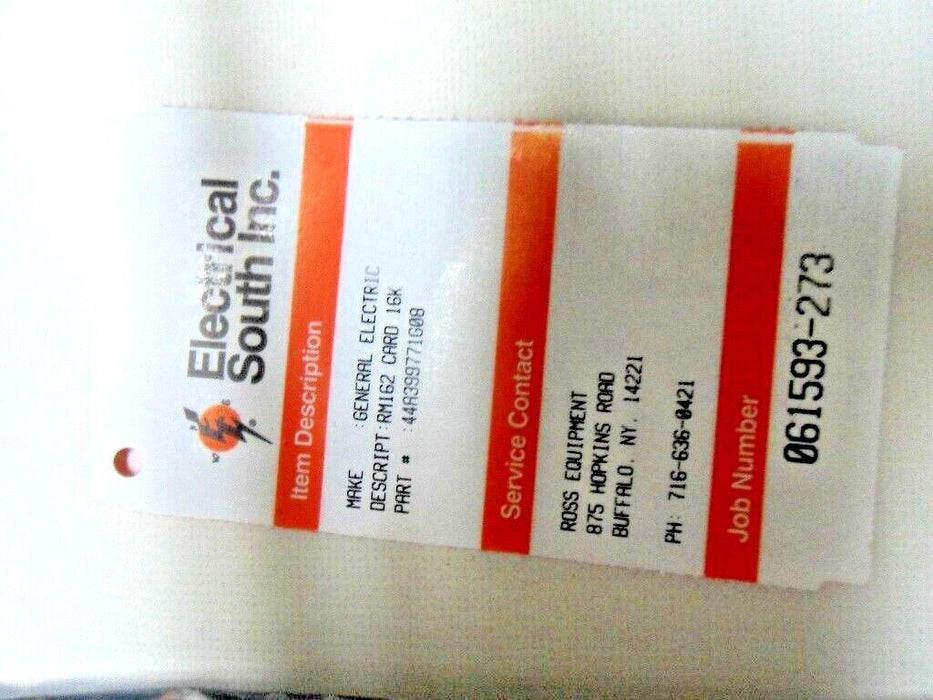 Electrical
South Inc.
Item Description
MAKE :GENERAL ELECTRIC
DESCRIPT:RM162 CARD 16K
PART # :44A399771G08
Service Contact
ROSS EQUIPMENT
875 HOPKINS ROAD
BUFFALO, NY. 14221
PH: 716-636-0421
Job Number
061593-273